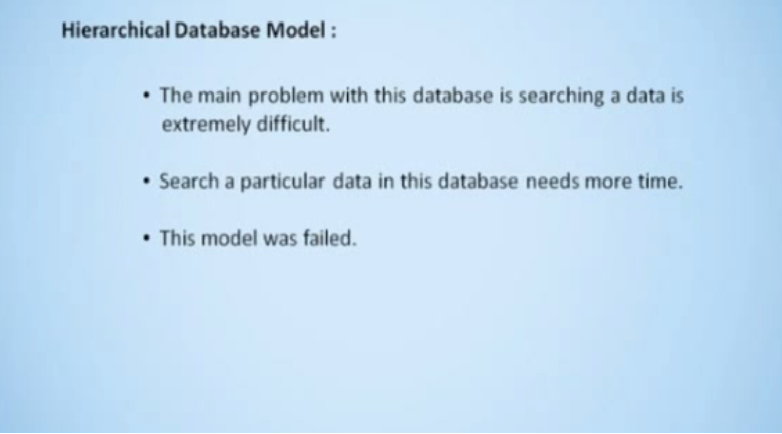 Hierarchical Database Model :
• The main problem with this database is searching a data is
extremely difficult.
• Search a particular data in this database needs more time.
• This model was failed.